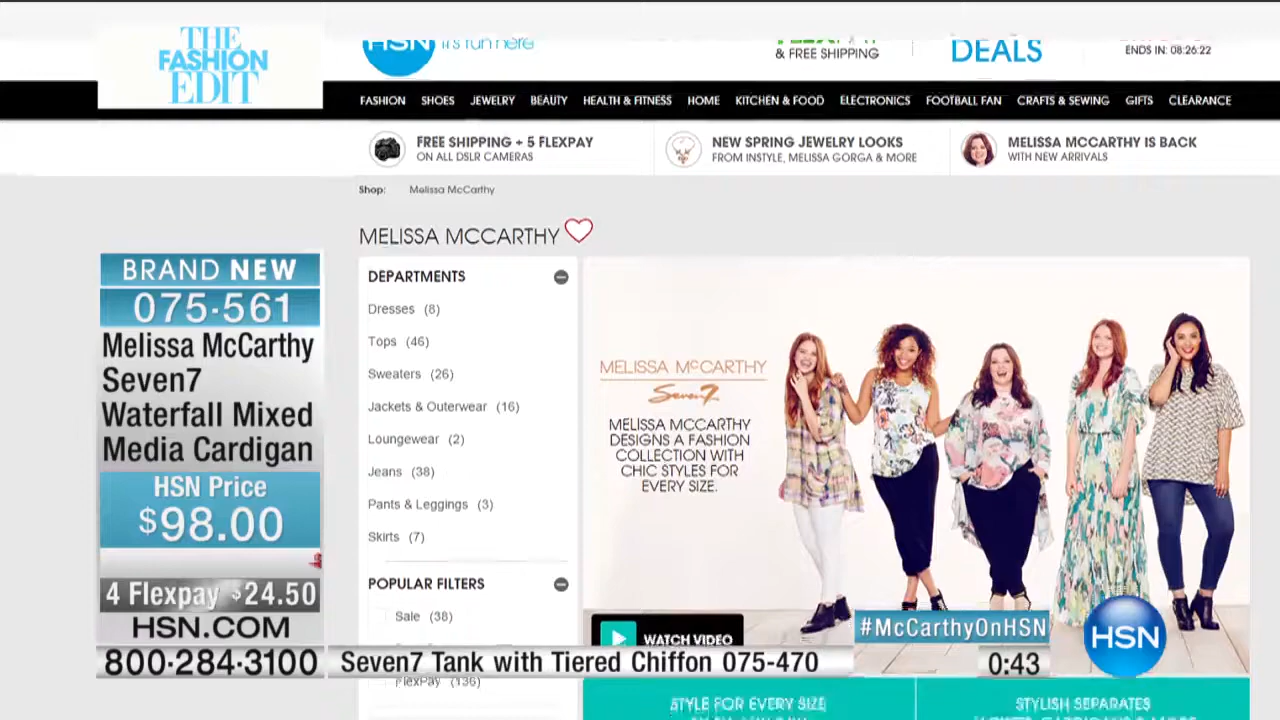 THE
FASHION
EDIT
HSN it's fun here
& FREE SHIPPING
DEALS
ENDS IN: 08:26:22
FASHION SHOES JEWELRY BEAUTY HEALTH & FITNESS HOME KITCHEN & FOOD ELECTRONICS FOOTBALL FAN CRAFTS & SEWING GIFTS CLEARANCE
FREE SHIPPING + 5 FLEXPAY
ON ALL DSLR CAMERAS
NEW SPRING JEWELRY LOOKS
FROM INSTYLE, MELISSA GORGA & MORE
MELISSA MCCARTHY IS BACK
WITH NEW ARRIVALS
Shop: Melissa McCarthy
MELISSA MCCARTHY
DEPARTMENTS
Dresses (8)
Tops (46)
Sweaters (26)
Jackets & Outerwear (16)
Loungewear (2)
Jeans (38)
Pants & Leggings (3)
Skirts (7)
POPULAR FILTERS
Sale (38)
FlexPay (136)
MELISSA McCARTHY
Seven7
MELISSA MCCARTHY
DESIGNS A FASHION
COLLECTION WITH
CHIC STYLES FOR
EVERY SIZE.
WATCH VIDEO
BRAND NEW
075-561
Melissa McCarthy
Seven7
Waterfall Mixed
Media Cardigan
HSN Price
$98.00
4 Flexpay $24.50
HSN.COM
800-284-3100
Seven7 Tank with Tiered Chiffon 075-470
#McCarthyOnHSN
0:43
HSN
STYLE FOR EVERY SIZE
STYLISH SEPARATES